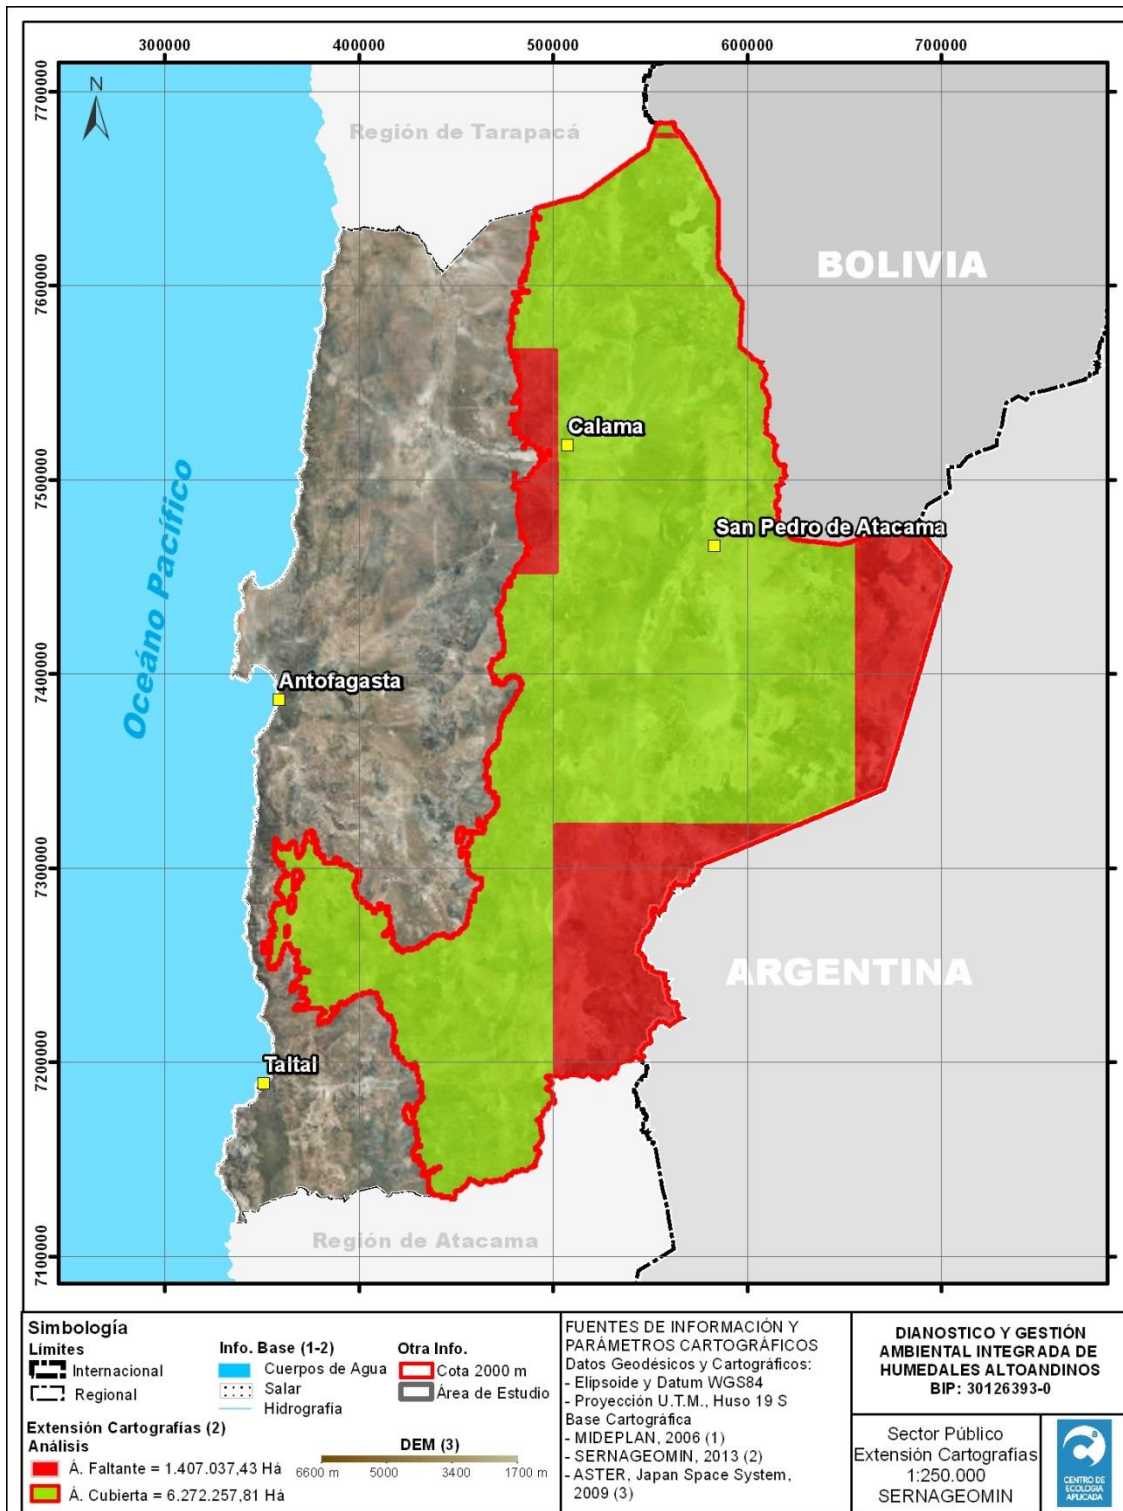 300000 400000 500000 600000 700000
7700000
7600000
7500000
7400000
7300000
7200000
7100000
N
Región de Tarapacá
BOLIVIA
Calama
San Pedro de Atacama
Océano Pacífico
Antofagasta
ARGENTINA
Taltal
Región de Atacama
Simbología
Límites
Internacional
Regional
Info. Base (1-2)
Cuerpos de Agua
Salar
Hidrografía
Otra Info.
Cota 2000 m
Área de Estudio
Extensión Cartografías (2)
Análisis
Á. Faltante = 1.407.037,43 Há
Á. Cubierta = 6.272.257,81 Há
DEM (3)
6600 m 5000 3400 1700 m
FUENTES DE INFORMACIÓN Y
PARÁMETROS CARTOGRÁFICOS
Datos Geodésicos y Cartográficos:
- Elipsoide y Datum WGS84
- Proyección U.T.M., Huso 19 S
Base Cartográfica
- MIDEPLAN, 2006 (1)
- SERNAGEOMIN, 2013 (2)
- ASTER, Japan Space System,
2009 (3)
DIANOSTICO Y GESTIÓN
AMBIENTAL INTEGRADA DE
HUMEDALES ALTOANDINOS
BIP: 30126393-0
Sector Público
Extensión Cartografías
1:250.000
SERNAGEOMIN
CENTRO DE
ECOLOGÍA
APLICADA